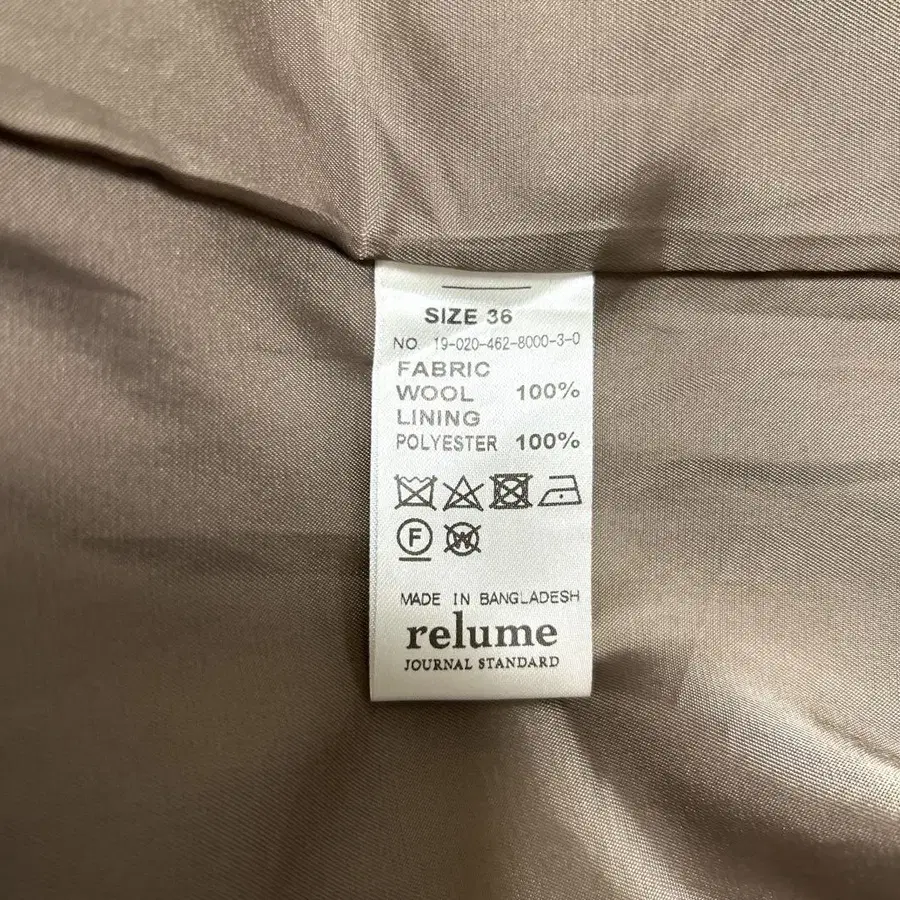 SIZE 36
NO. 19-020-462-8000-3-0
FABRIC
WOOL 100%
LINING
POLYESTER 100%
F W
MADE IN BANGLADESH
relume
JOURNAL STANDARD